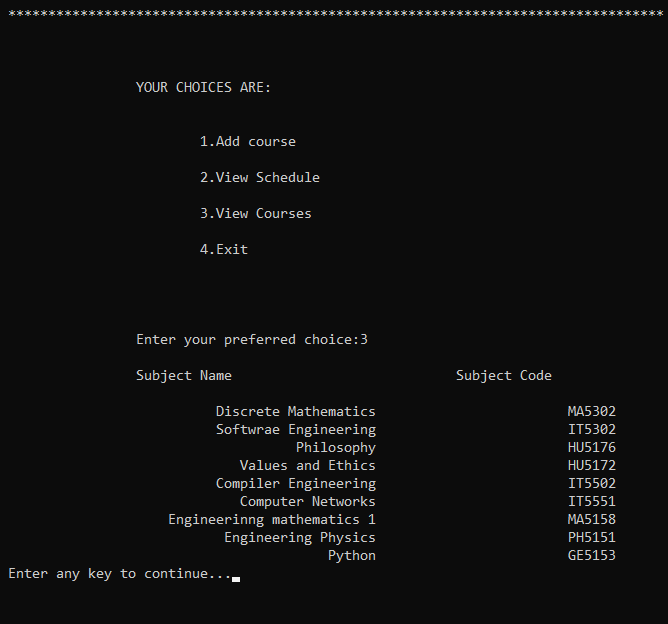 **********************************************************************************
YOUR CHOICES ARE:
1.Add course
2.View Schedule
3.View Courses
4.Exit
Enter your preferred choice:3
Subject Name Subject Code
Discrete Mathematics MA5302
Softwrae Engineering IT5302
Philosophy HU5176
Values and Ethics HU5172
Compiler Engineering IT5502
Computer Networks IT5551
Engineerinng mathematics 1 MA5158
Engineering Physics PH5151
Python GE5153
Enter any key to continue...